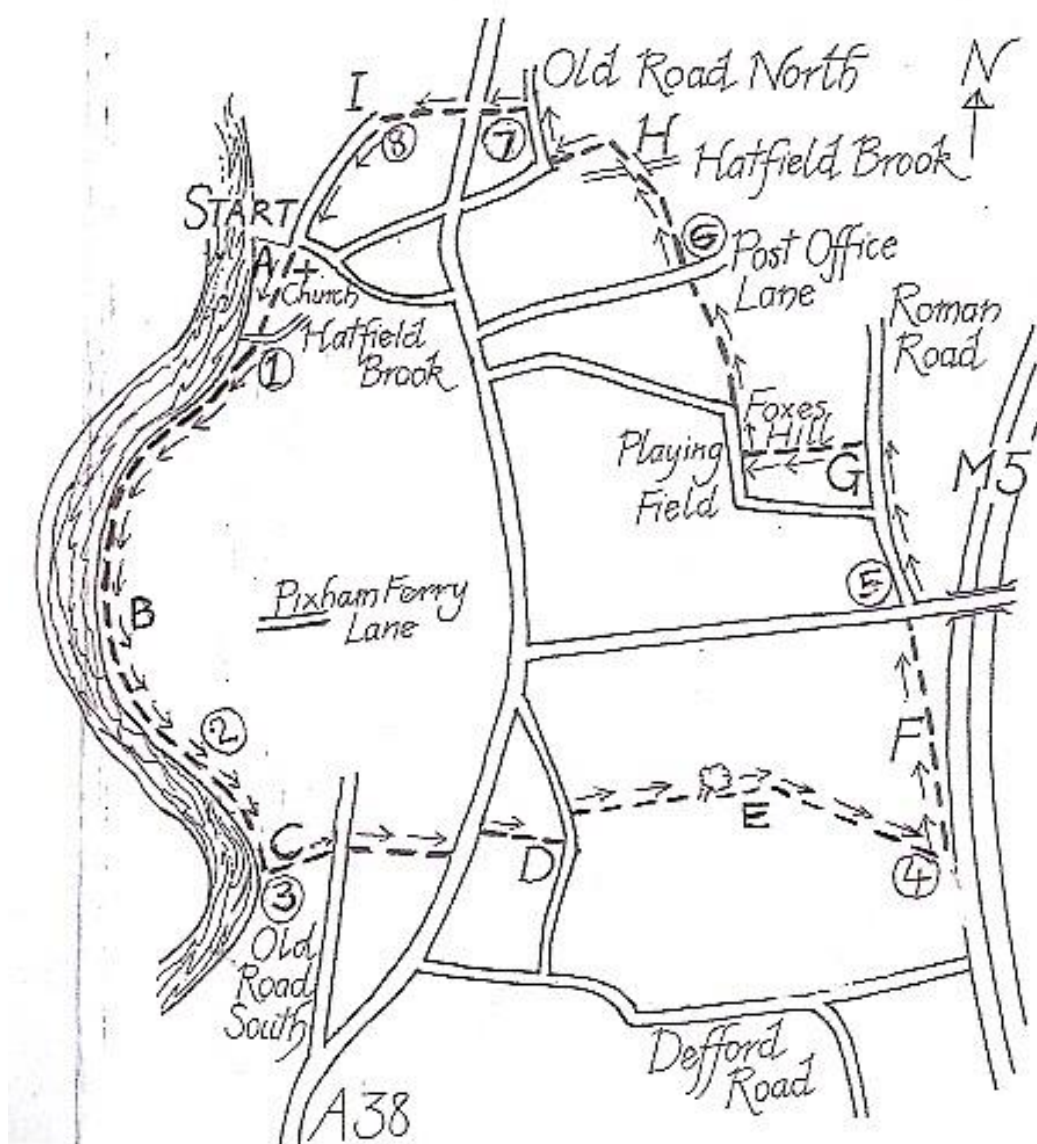 Old Road North
N
I
8
7
H
Hatfield Brook
START
A
+
Church
6
Post Office
Lane
Hatfield
Brook
1
Roman
Road
Foxes
Hill
Playing
Field
G
M5
5
B
Pixham Ferry
Lane
2
F
C
D
E
4
3
Old
Road
South
Defford
Road
A38